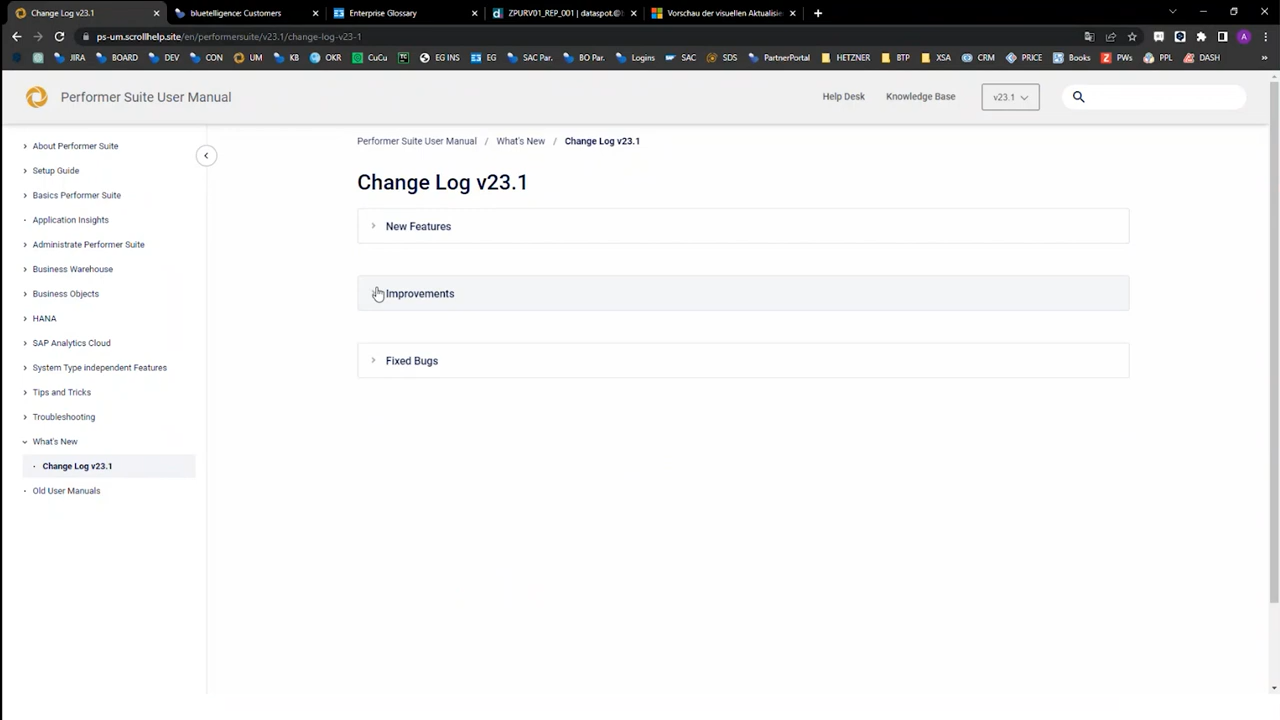 Change Log v23.1
bluetelligence: Customers
Enterprise Glossary
ZPURV01_REP_001 | dataspot.
Vorschau der visuellen Aktualisie
ps-um.scrollhelp.site/en/performersuite/v23.1/change-log-v23-1
A
JIRA BOARD DEV CON UM KB OKR CuCu EG INS EG SAC Par. BO Par. Logins SAC SDS PartnerPortal HETZNER BTP XSA CRM PRICE Books PWs PPL DASH »
Performer Suite User Manual
Help Desk
Knowledge Base
v23.1
About Performer Suite
Setup Guide
Basics Performer Suite
Application Insights
Administrate Performer Suite
Business Warehouse
Business Objects
HANA
SAP Analytics Cloud
System Type independent Features
Tips and Tricks
Troubleshooting
What's New
Change Log v23.1
Old User Manuals
Performer Suite User Manual / What's New / Change Log v23.1
Change Log v23.1
New Features
Improvements
Fixed Bugs